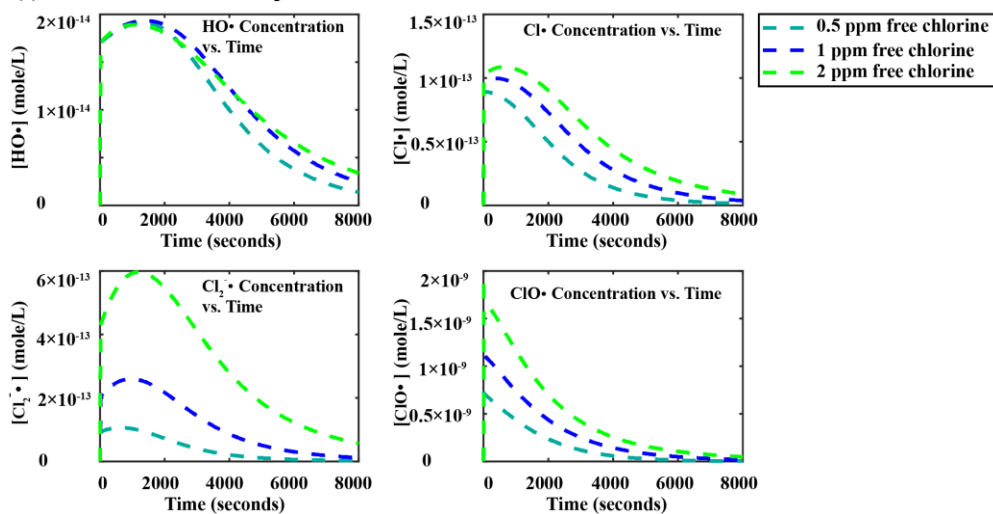 HO• Concentration
vs. Time
[HO•] (mole/L)
2×10⁻¹⁴
1×10⁻¹⁴
0
0 2000 4000 6000 8000
Time (seconds)
Cl• Concentration vs. Time
[Cl•] (mole/L)
1.5×10⁻¹³
1×10⁻¹³
0.5×10⁻¹³
0
0 2000 4000 6000 8000
Time (seconds)
0.5 ppm free chlorine
1 ppm free chlorine
2 ppm free chlorine
Cl₂⁻• Concentration
vs. Time
[Cl₂⁻•] (mole/L)
6×10⁻¹³
4×10⁻¹³
2×10⁻¹³
0
0 2000 4000 6000 8000
Time (seconds)
ClO• Concentration vs. Time
[ClO•] (mole/L)
2×10⁻⁹
1.5×10⁻⁹
1×10⁻⁹
0.5×10⁻⁹
0
0 2000 4000 6000 8000
Time (seconds)